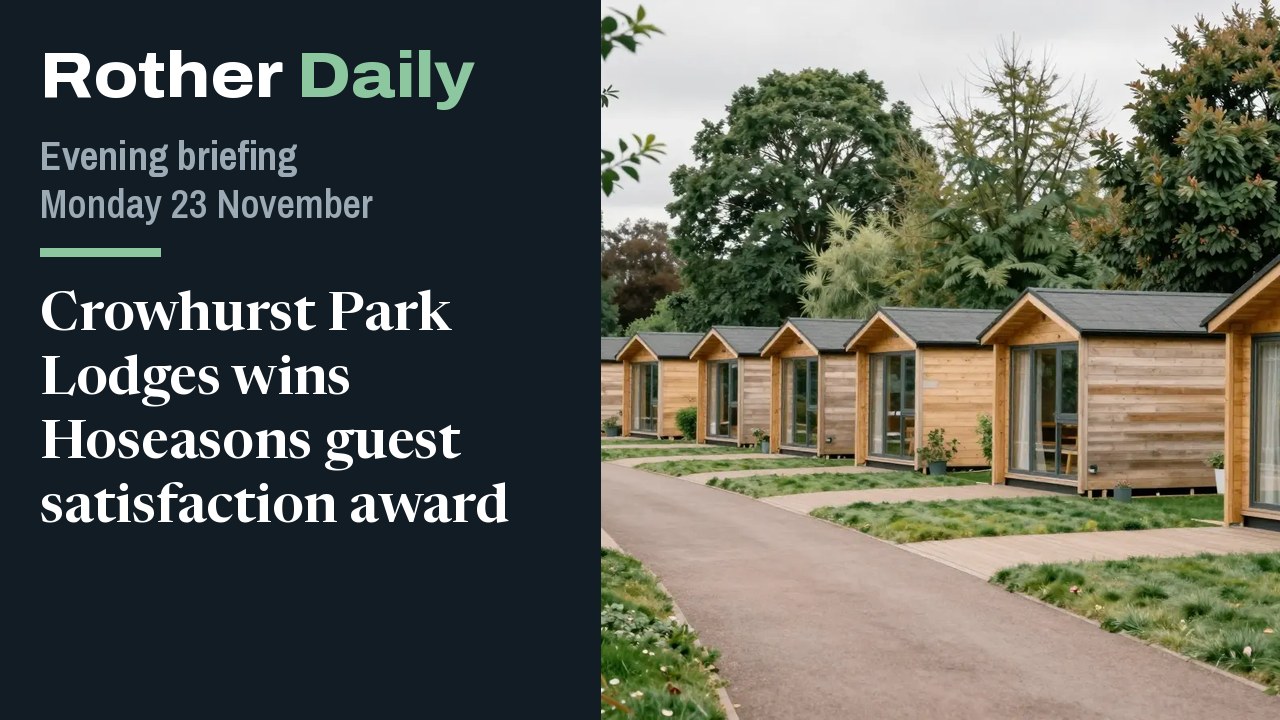 Rother Daily
Evening briefing
Monday 23 November
Crowhurst Park
Lodges wins
Hoseasons guest
satisfaction award